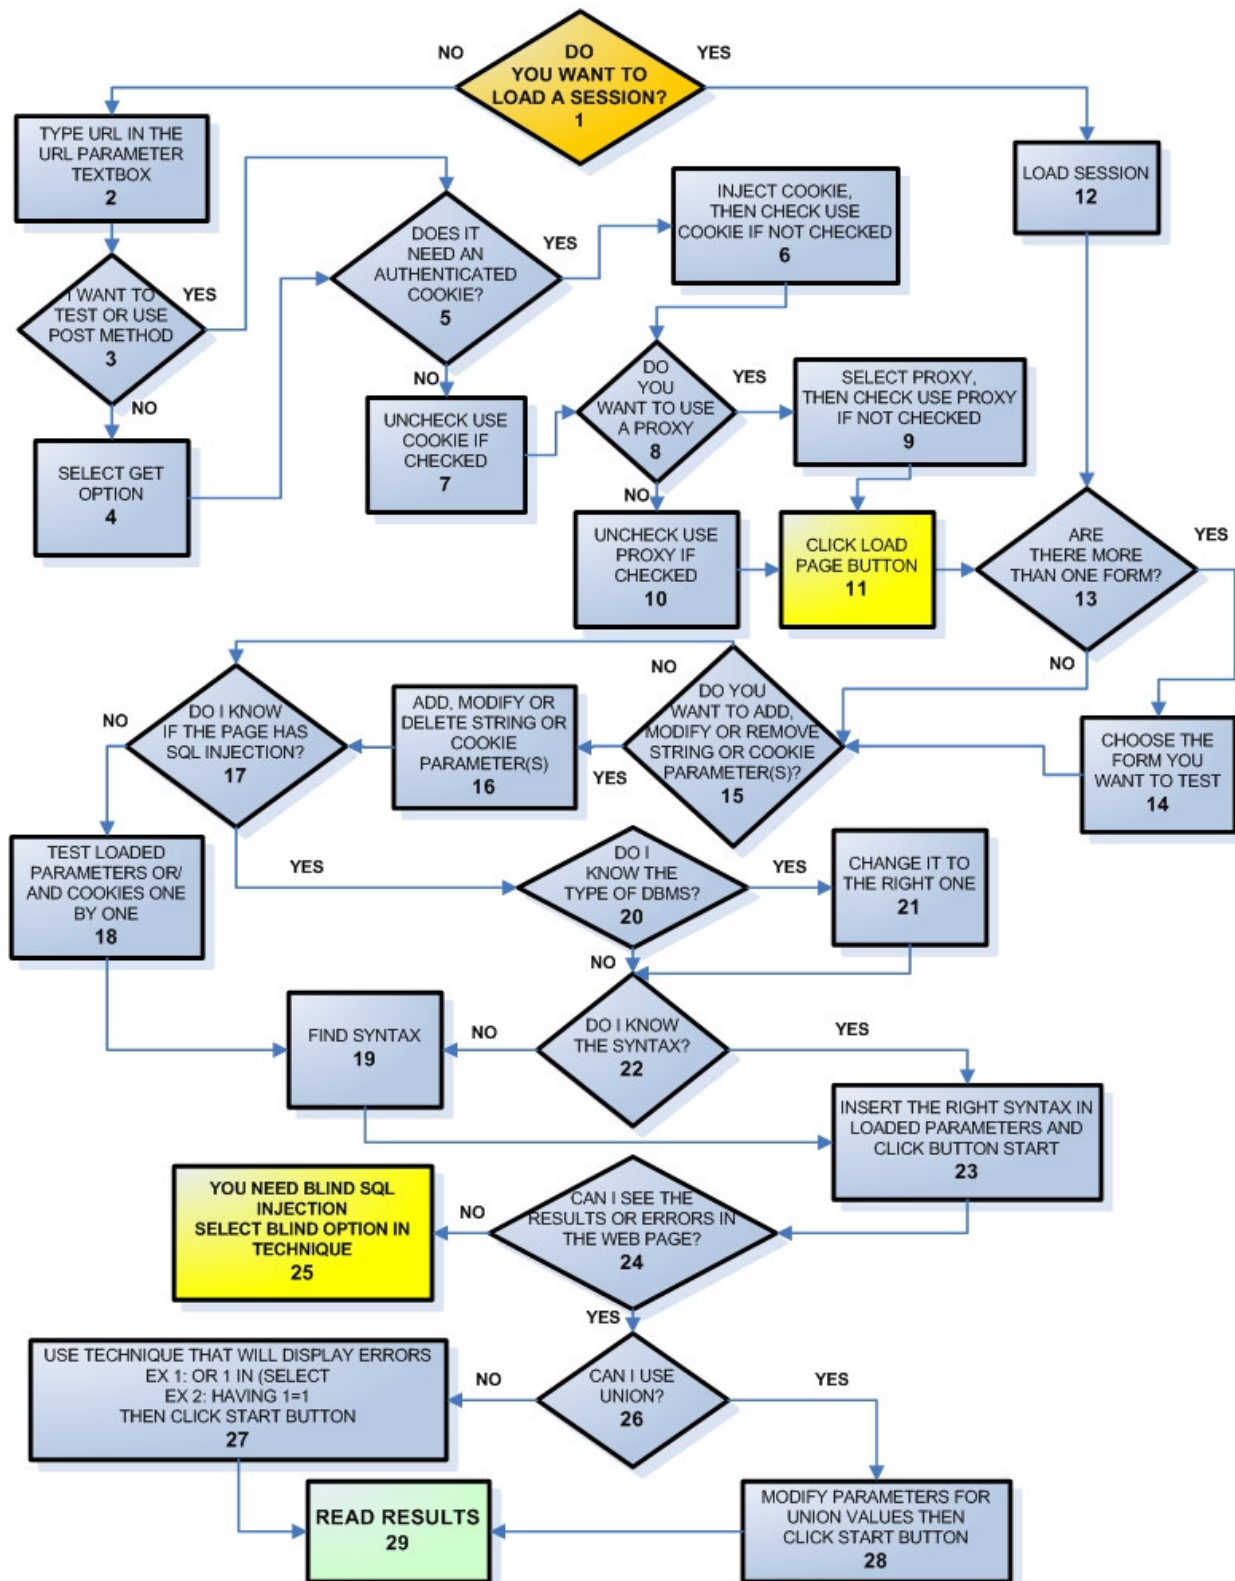 DO
YOU WANT TO
LOAD A SESSION?
1
NO
YES
TYPE URL IN THE
URL PARAMETER
TEXTBOX
2
I WANT TO
TEST OR USE
POST METHOD
3
YES
NO
SELECT GET
OPTION
4
DOES IT
NEED AN
AUTHENTICATED
COOKIE?
5
YES
NO
INJECT COOKIE,
THEN CHECK USE
COOKIE IF NOT CHECKED
6
UNCHECK USE
COOKIE IF
CHECKED
7
DO
YOU
WANT TO USE
A PROXY
8
YES
NO
SELECT PROXY,
THEN CHECK USE PROXY
IF NOT CHECKED
9
UNCHECK USE
PROXY IF
CHECKED
10
CLICK LOAD
PAGE BUTTON
11
LOAD SESSION
12
ARE
THERE MORE
THAN ONE FORM?
13
YES
NO
CHOOSE THE
FORM YOU
WANT TO TEST
14
DO YOU
WANT TO ADD,
MODIFY OR REMOVE
STRING OR COOKIE
PARAMETER(S)?
15
NO
YES
ADD, MODIFY OR
DELETE STRING OR
COOKIE
PARAMETER(S)
16
DO I KNOW
IF THE PAGE HAS
SQL INJECTION?
17
NO
YES
TEST LOADED
PARAMETERS OR/
AND COOKIES ONE
BY ONE
18
FIND SYNTAX
19
DO I
KNOW THE
TYPE OF DBMS?
20
YES
NO
CHANGE IT TO
THE RIGHT ONE
21
DO I KNOW
THE SYNTAX?
22
NO
YES
INSERT THE RIGHT SYNTAX IN
LOADED PARAMETERS AND
CLICK BUTTON START
23
CAN I SEE THE
RESULTS OR ERRORS IN
THE WEB PAGE?
24
NO
YES
YOU NEED BLIND SQL
INJECTION
SELECT BLIND OPTION IN
TECHNIQUE
25
CAN I USE
UNION?
26
NO
YES
USE TECHNIQUE THAT WILL DISPLAY ERRORS
EX 1: OR 1 IN (SELECT
EX 2: HAVING 1=1
THEN CLICK START BUTTON
27
MODIFY PARAMETERS FOR
UNION VALUES THEN
CLICK START BUTTON
28
READ RESULTS
29